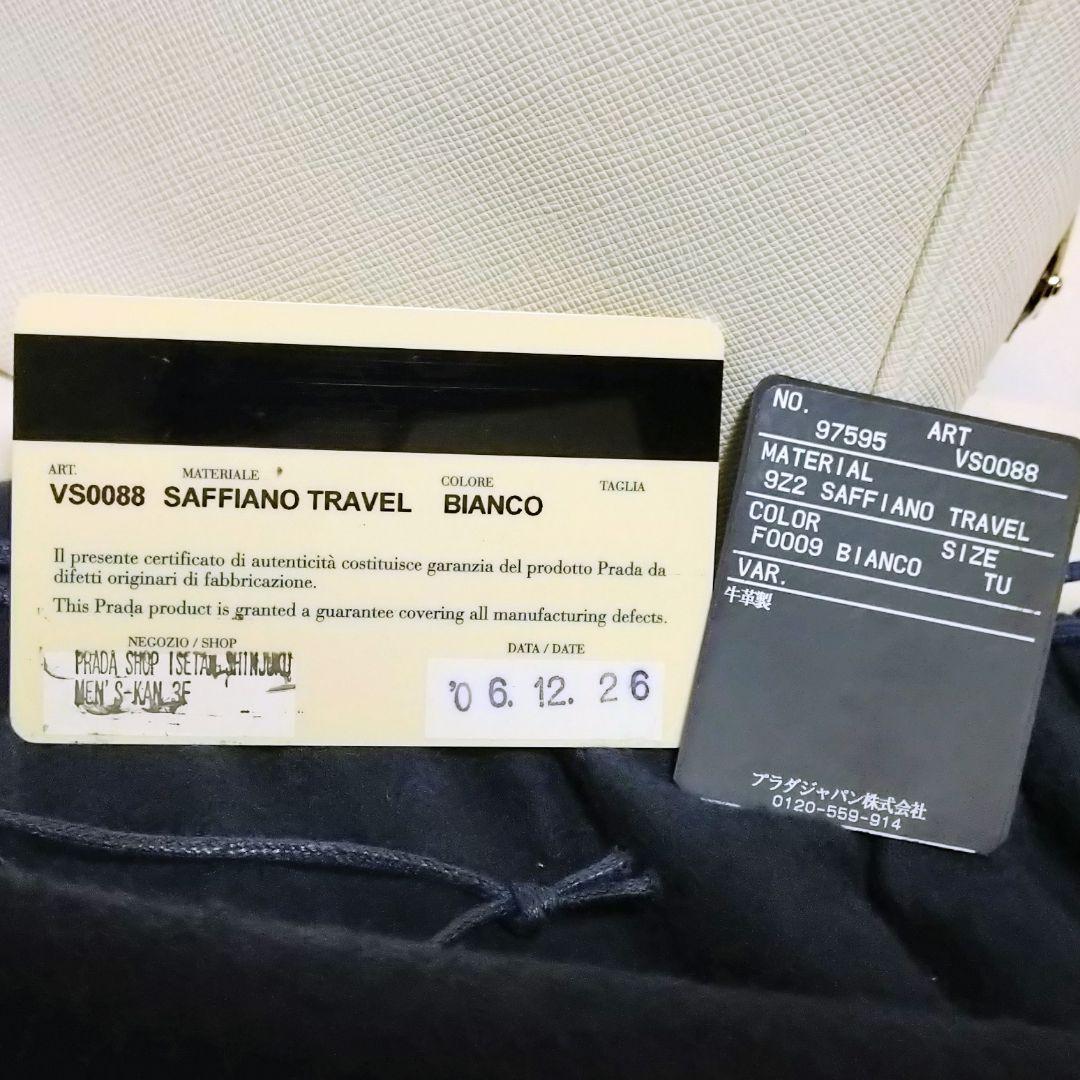 ART. MATERIALE COLORE TAGLIA
VS0088 SAFFIANO TRAVEL BIANCO
Il presente certificato di autenticità costituisce garanzia del prodotto Prada da
difetti originari di fabbricazione.
This Prada product is granted a guarantee covering all manufacturing defects.
NEGOZIO / SHOP DATA / DATE
PRADA SHOP ISETAN SHINJUKU
MEN'S-KAN 3F
'06.12.26
NO. ART
97595 VS0088
MATERIAL
9Z2 SAFFIANO TRAVEL
COLOR SIZE
F0009 BIANCO TU
VAR.
牛革製
プラダジャパン株式会社
0120-559-914